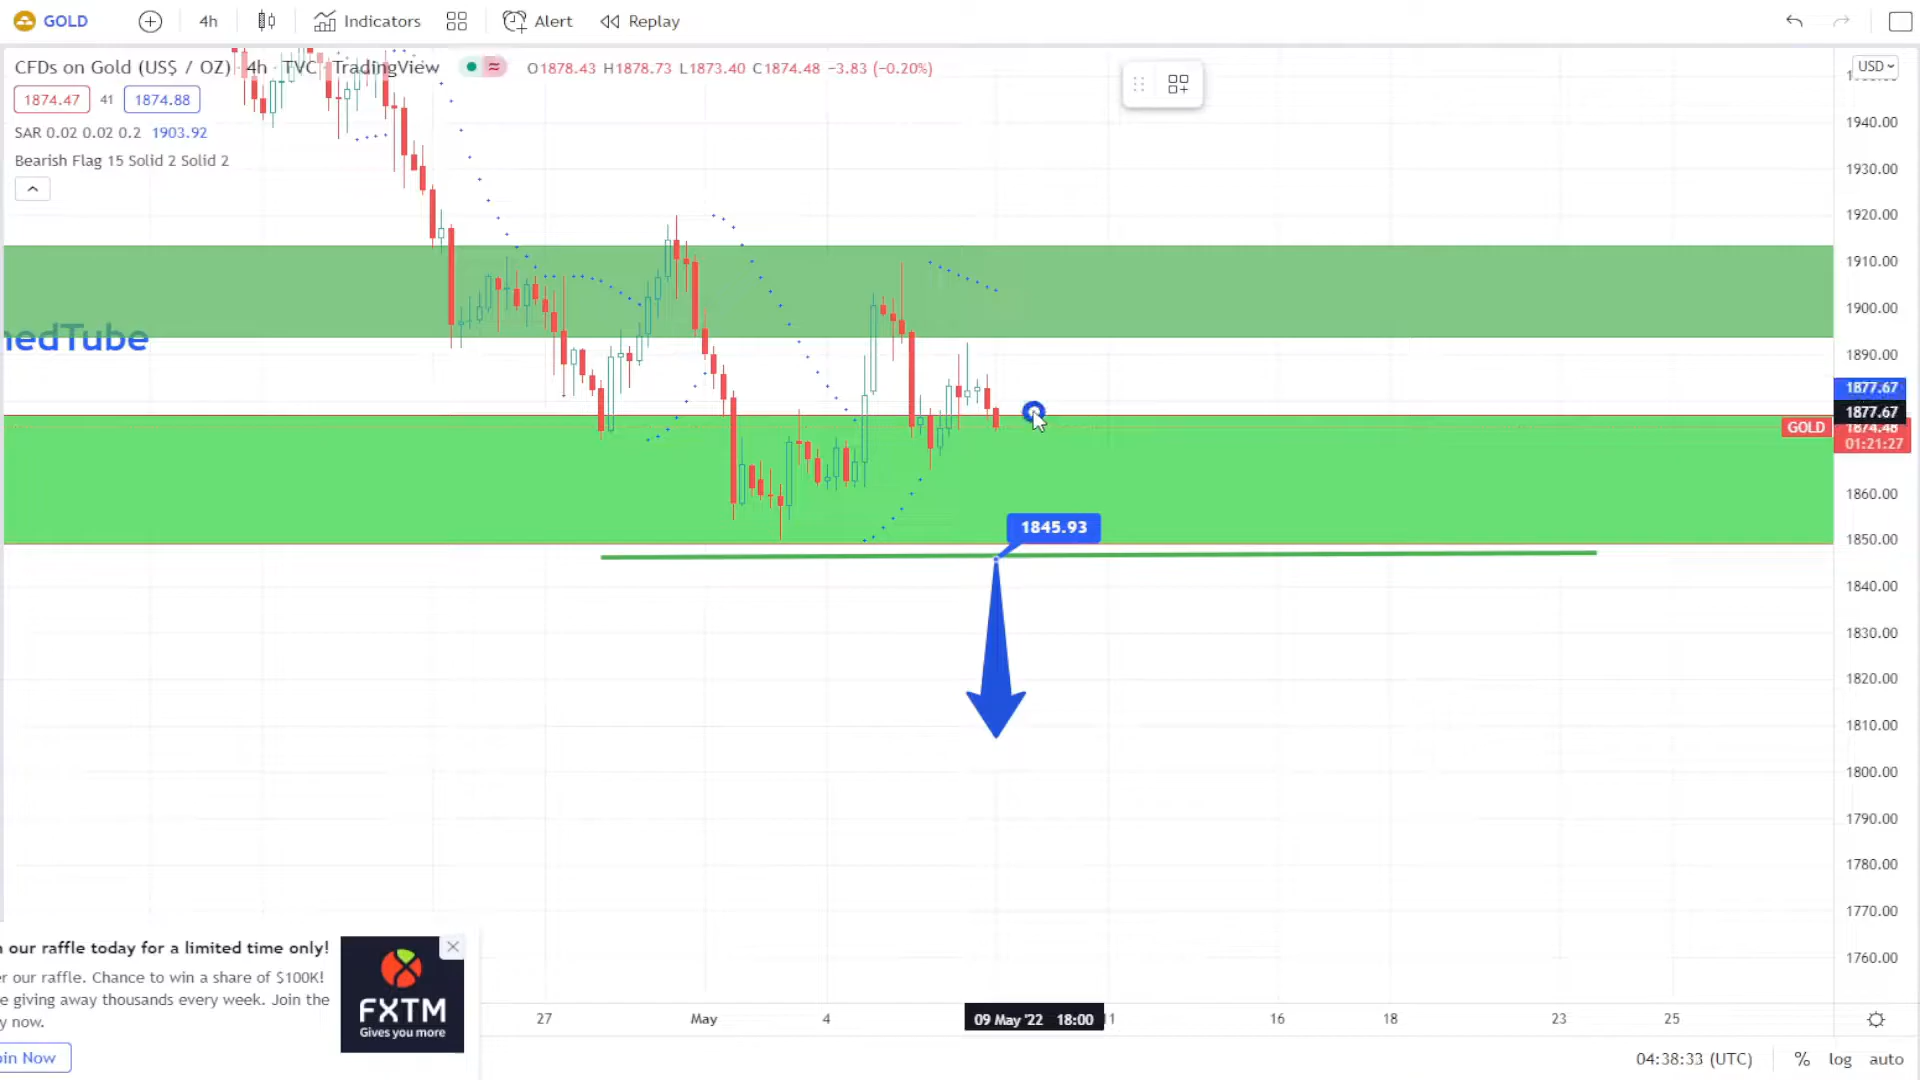 GOLD
4h
Indicators
Alert
Replay
CFDs on Gold (US$ / OZ) · 4h · TVC · TradingView
O1878.43 H1878.73 L1873.40 C1874.48 −3.83 (−0.20%)
USD
1874.47 41 1874.88
SAR 0.02 0.02 0.2 1903.92
Bearish Flag 15 Solid 2 Solid 2
1940.00
1930.00
1920.00
1910.00
1900.00
nedTube
1890.00
1877.67
1877.67
GOLD 1874.48
01:21:27
1860.00
1845.93
1850.00
1840.00
1830.00
1820.00
1810.00
1800.00
1790.00
1780.00
1770.00
1760.00
our raffle today for a limited time only!
er our raffle. Chance to win a share of $100K!
e giving away thousands every week. Join the
y now.
oin Now
FXTM
Gives you more
27 May 4 09 May '22 18:00 11 16 18 23 25
04:38:33 (UTC) % log auto